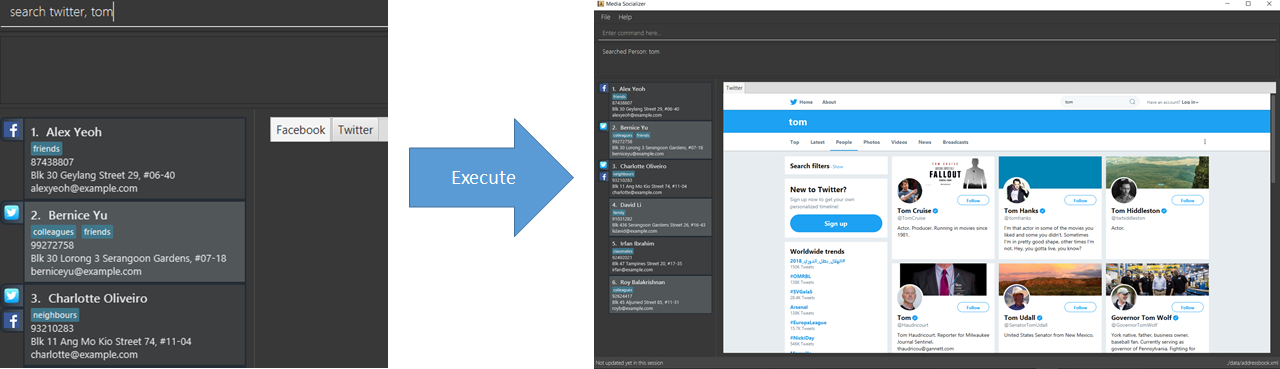 search twitter, tom
1. Alex Yeoh
friends
87438807
Blk 30 Geylang Street 29, #06-40
alexyeoh@example.com
2. Bernice Yu
colleagues friends
99272758
Blk 30 Lorong 3 Serangoon Gardens, #07-18
berniceyu@example.com
3. Charlotte Oliveiro
neighbours
93210283
Blk 11 Ang Mo Kio Street 74, #11-04
charlotte@example.com
Facebook Twitter
Execute
Media Socializer
File Help
Enter command here...
Searched Person: tom
1. Alex Yeoh
friends
87438807
Blk 30 Geylang Street 29, #06-40
alexyeoh@example.com
2. Bernice Yu
colleagues friends
99272758
Blk 30 Lorong 3 Serangoon Gardens, #07-18
berniceyu@example.com
3. Charlotte Oliveiro
neighbours
93210283
Blk 11 Ang Mo Kio Street 74, #11-04
charlotte@example.com
4. David Li
family
91031282
Blk 436 Serangoon Gardens Street 26, #16-43
lidavid@example.com
5. Irfan Ibrahim
classmates
92492021
Blk 47 Tampines Street 20, #17-35
irfan@example.com
6. Roy Balakrishnan
colleagues
92624417
Blk 45 Aljunied Street 85, #11-31
royb@example.com
Twitter
Home About
tom
Have an account? Log in
tom
Top Latest People Photos Videos News Broadcasts
Search filters · Show
New to Twitter?
Sign up now to get your
personalized timeline!
Sign up
Worldwide trends
130K Tweets
#OMRBL
138K Tweets
#SVGala5
28.4K Tweets
Arsenal
138K Tweets
#EuropaLeague
15.7K Tweets
#NickiDay
546K Tweets
TOM CRUISE
FALLOUT
Follow
Tom Cruise
@TomCruise
Actor. Producer. Running in movies since
1981.
Follow
Tom Hanks
@tomhanks
I'm that actor in some of the movies you
liked and some you didn't. Sometimes
I'm in pretty good shape, other times I'm
not. Hey, you gotta live, you know?
Follow
Tom Hiddleston
@twhiddleston
Actor.
Follow
Tom
@Haudricourt
Tom Haudricourt. Reporter for Milwaukee
Journal Sentinel.
thaudricou@gannett.com
Follow
Tom Udall
@SenatorTomUdall
United States Senator from New Mexico.
Follow
Governor Tom Wolf
@GovernorTomWolf
York native, father, business owner,
baseball fan. Currently serving as
governor of Pennsylvania. Fighting for
Not updated yet in this session
./data/addressbook.xml